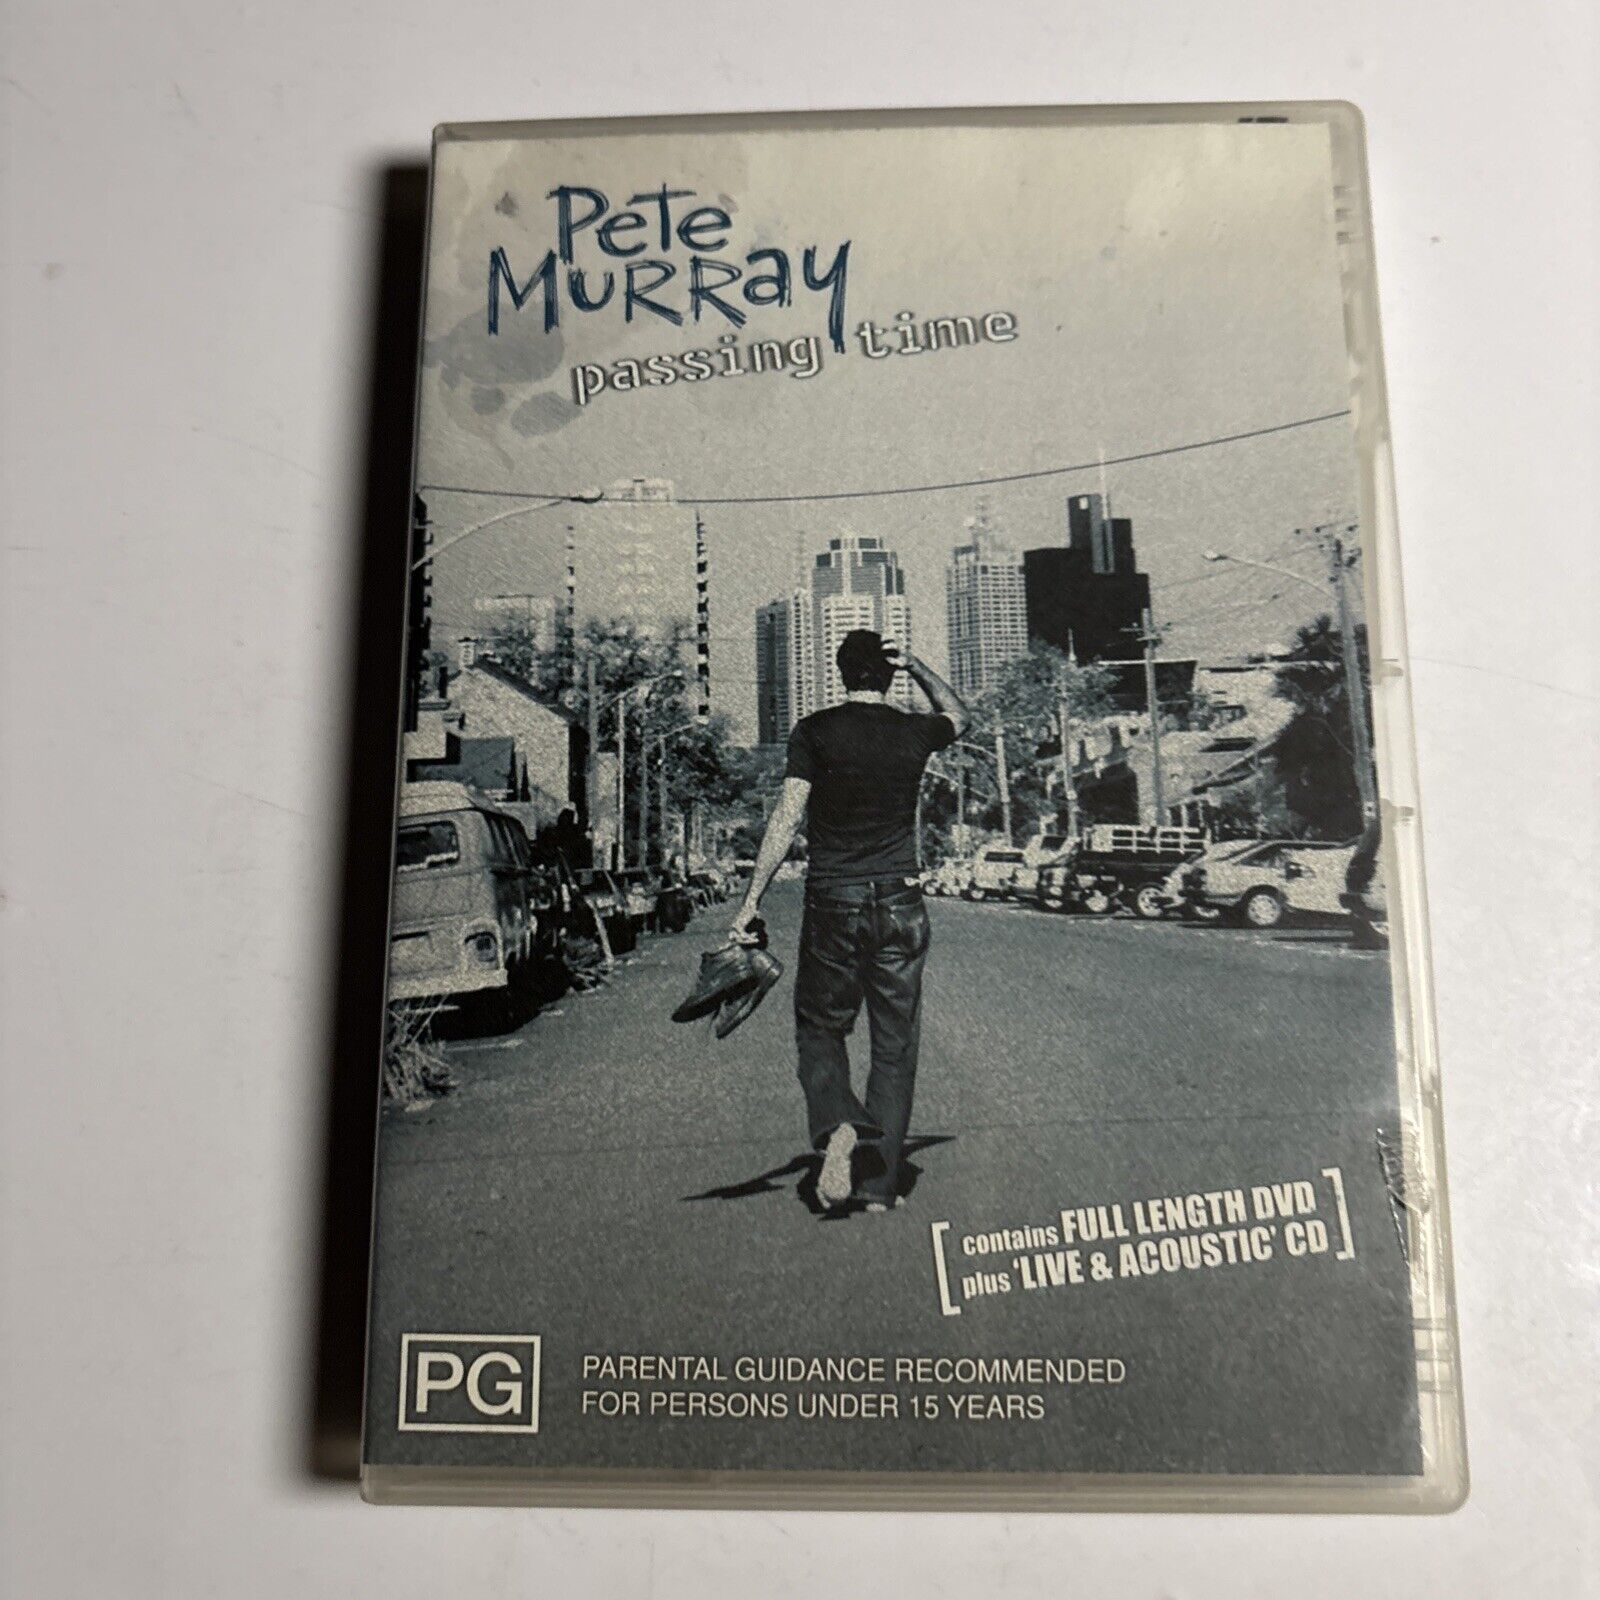 Pete
Murray
passing time
[contains FULL LENGTH DVD
plus 'LIVE & ACOUSTIC' CD]
PG
PARENTAL GUIDANCE RECOMMENDED
FOR PERSONS UNDER 15 YEARS